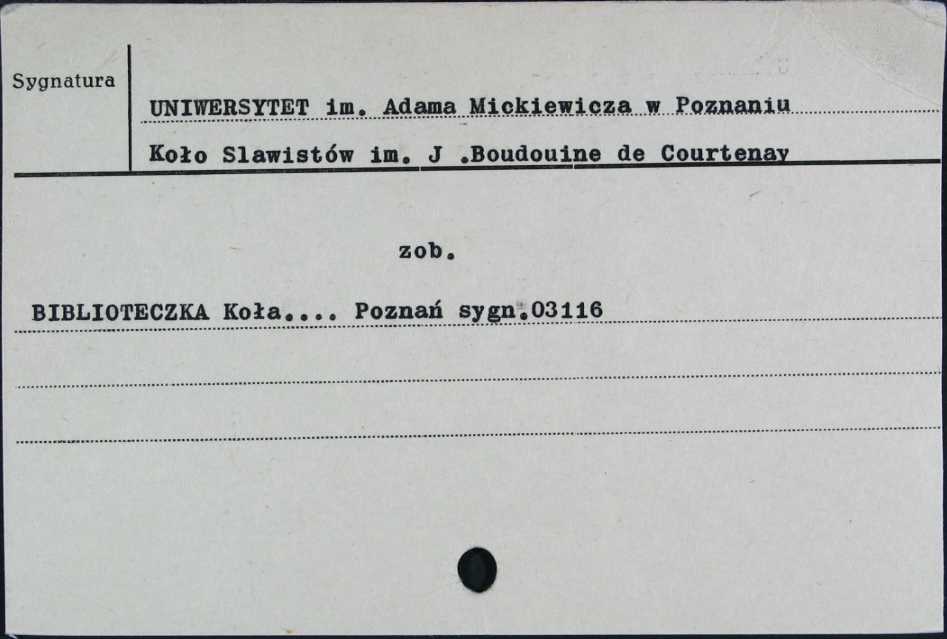 Sygnatura
UNIWERSYTET im. Adama Mickiewicza w Poznaniu
Koło Slawistów im. J .Boudouine de Courtenay
zob.
BIBLIOTECZKA Koła.... Poznań sygn.03116